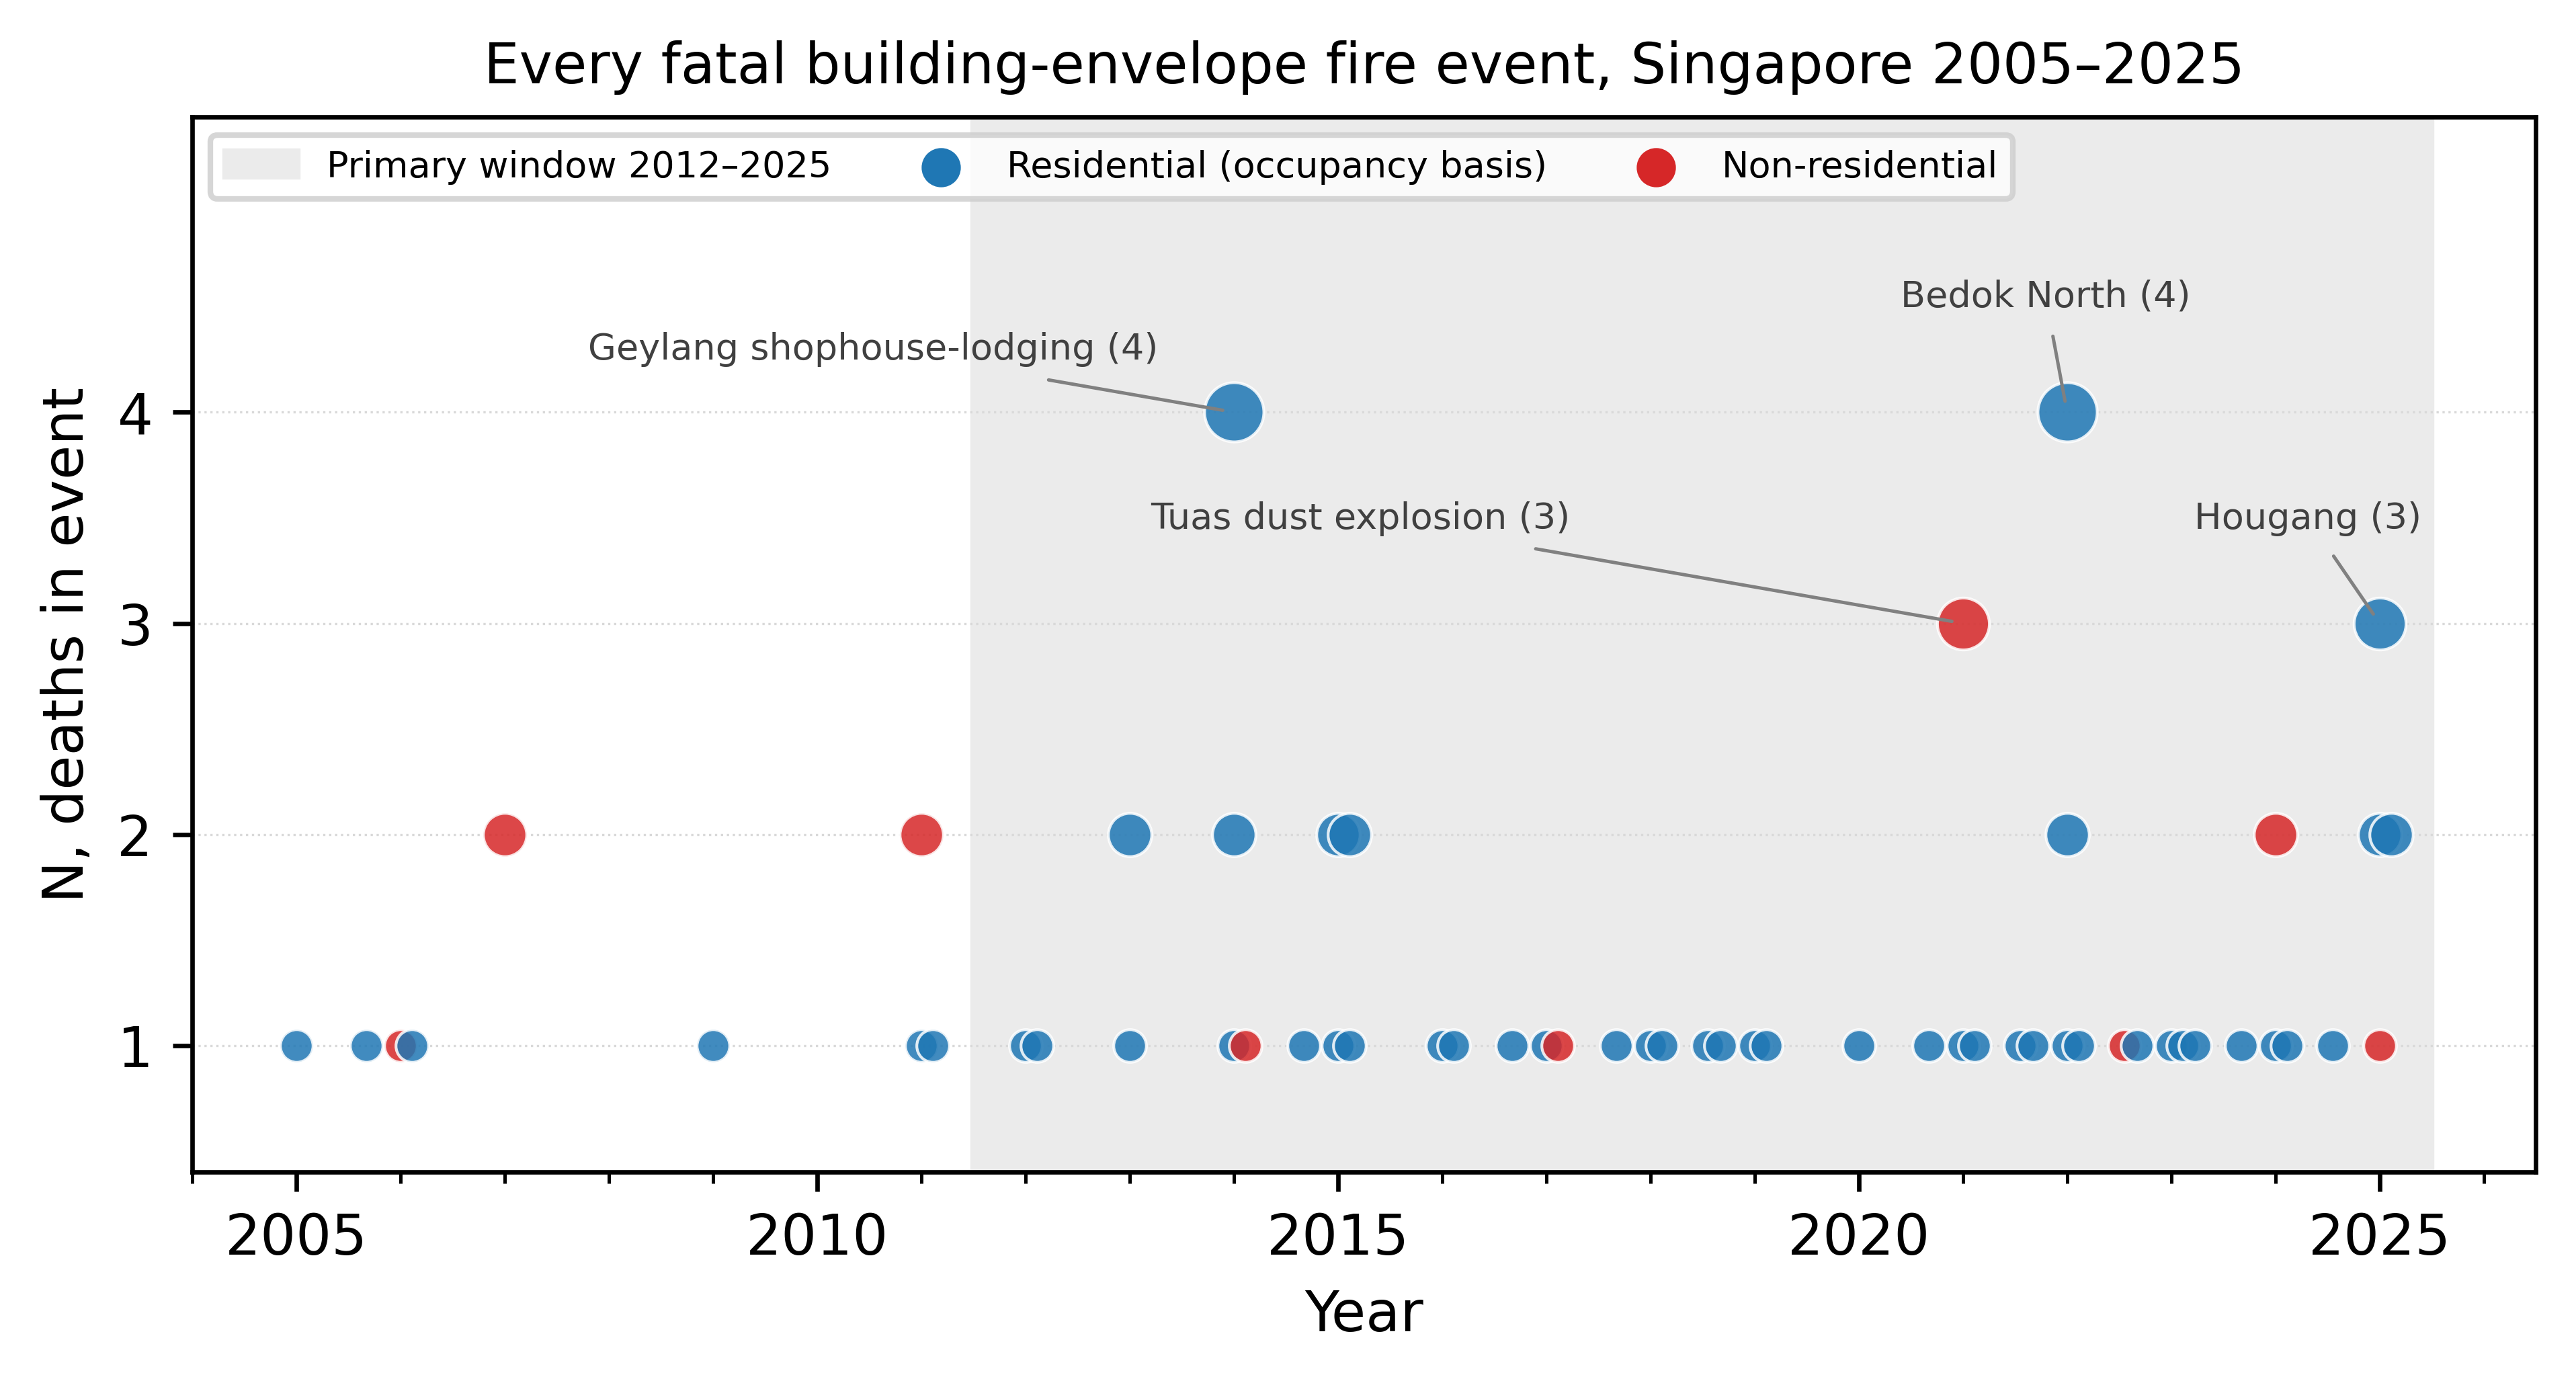 Every fatal building-envelope fire event, Singapore 2005–2025
Primary window 2012–2025
Residential (occupancy basis)
Non-residential
Bedok North (4)
Geylang shophouse-lodging (4)
Tuas dust explosion (3)
Hougang (3)
N, deaths in event
4
3
2
1
2005
2010
2015
2020
2025
Year